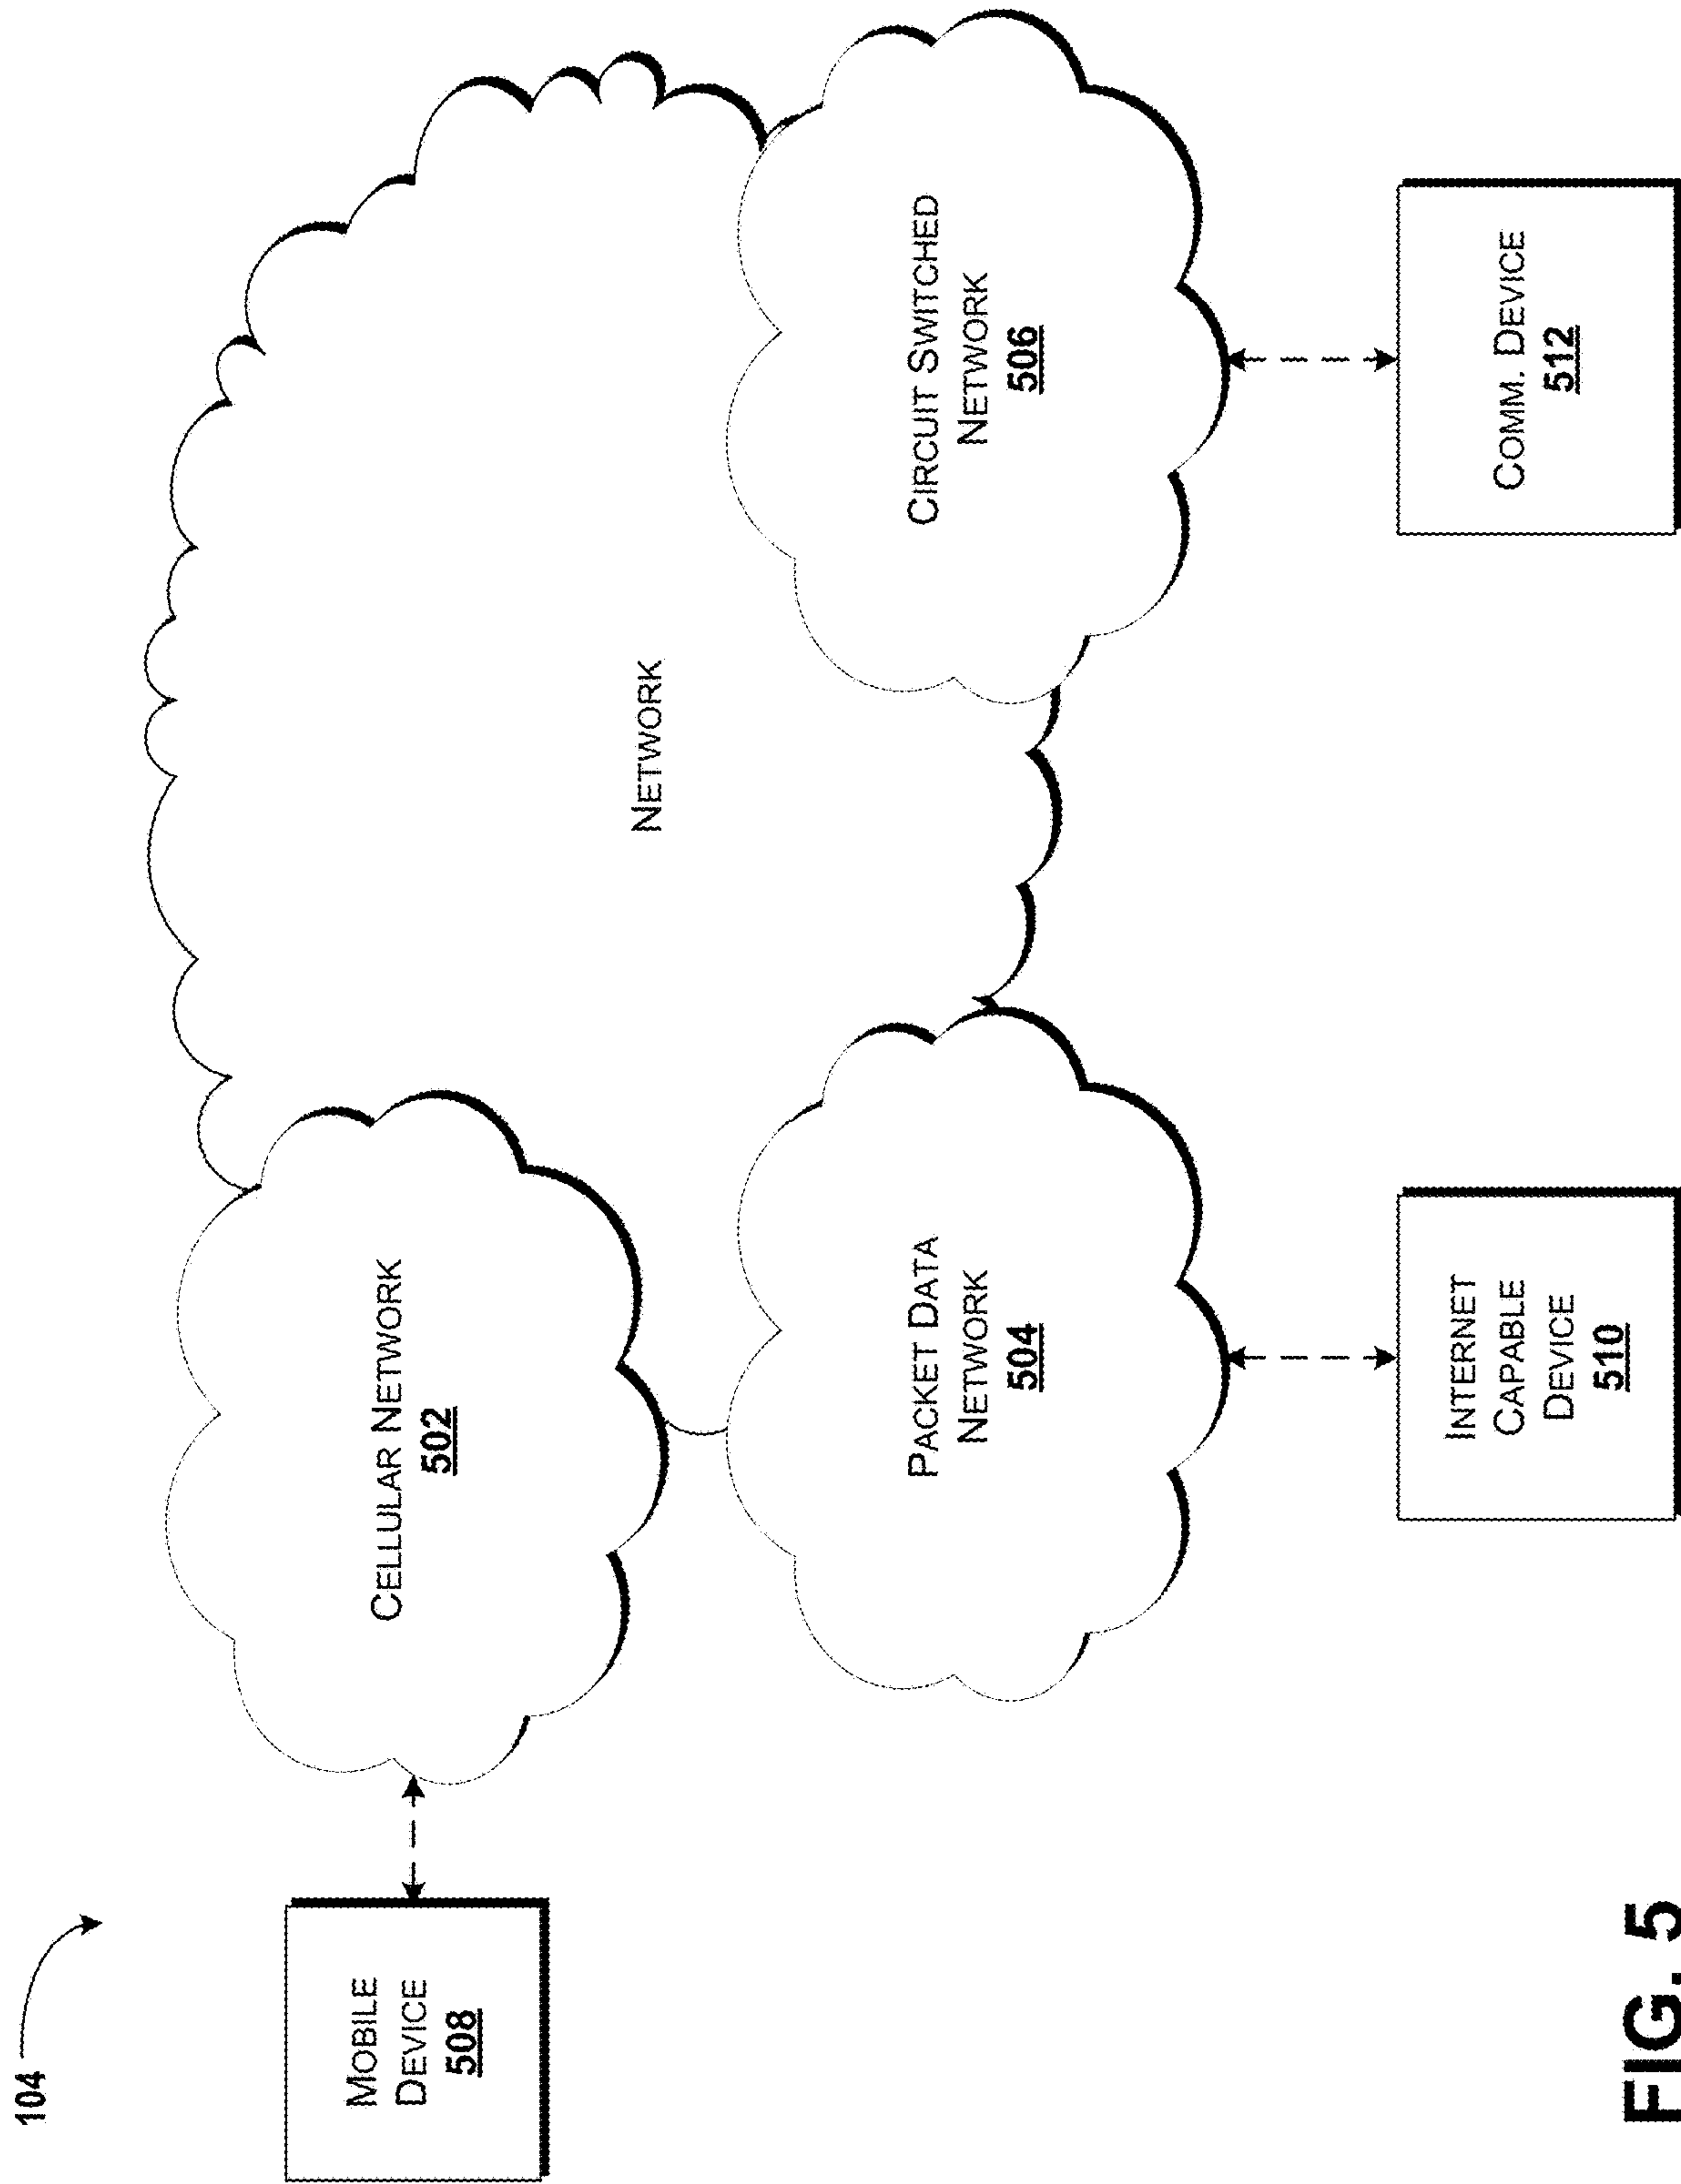 104
MOBILE
DEVICE
508
CELLULAR NETWORK
502
NETWORK
PACKET DATA
NETWORK
504
CIRCUIT SWITCHED
NETWORK
506
INTERNET
CAPABLE
DEVICE
510
COMM. DEVICE
512
FIG. 5